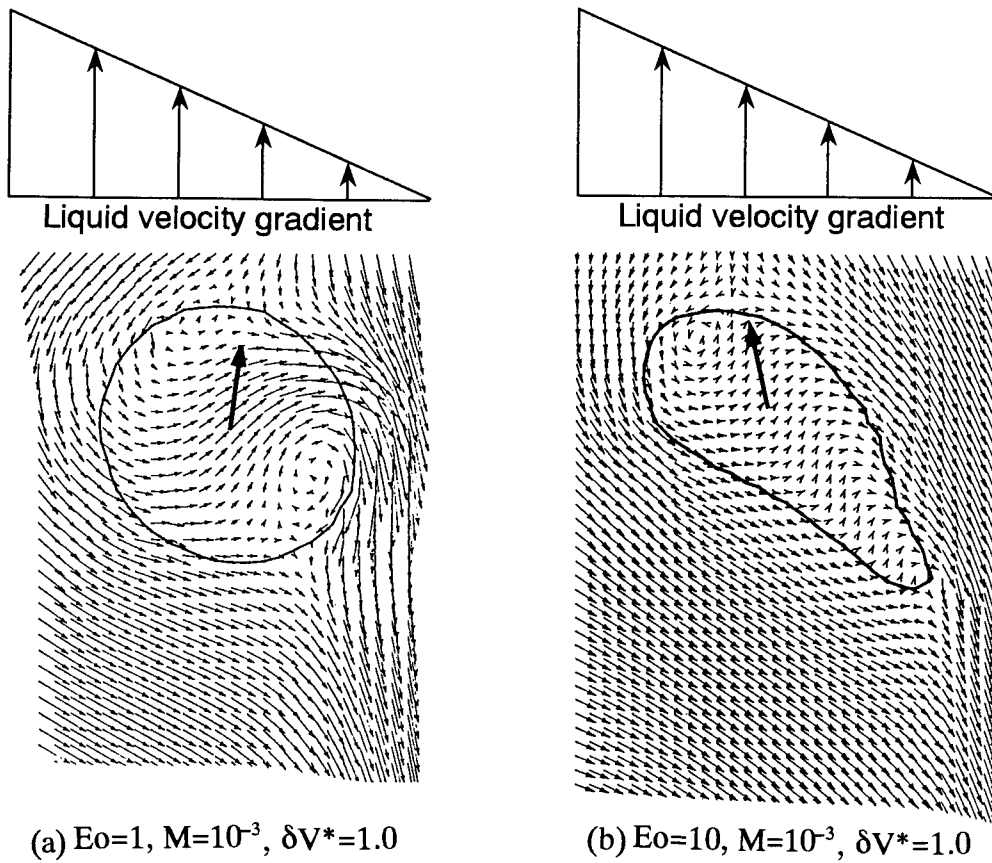 Liquid velocity gradient
Liquid velocity gradient
(a) Eo=1, M=10⁻³, δV*=1.0
(b) Eo=10, M=10⁻³, δV*=1.0